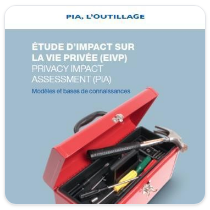 PIA, L'OUTILLAGE
ÉTUDE D'IMPACT SUR
LA VIE PRIVÉE (EIVP)
PRIVACY IMPACT
ASSESSMENT (PIA)
Modèles et bases de connaissances